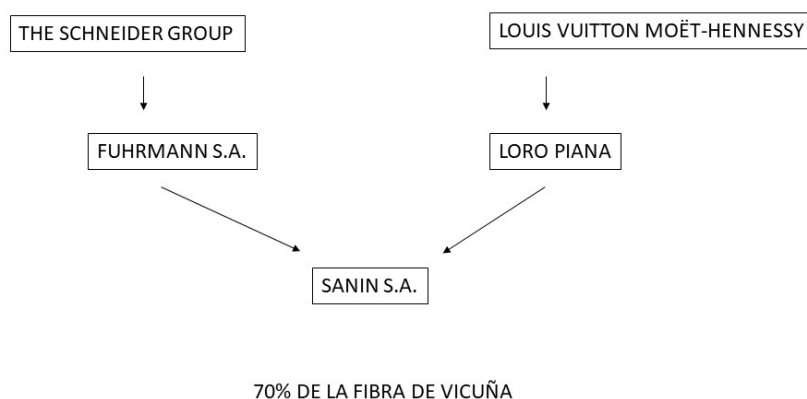 THE SCHNEIDER GROUP
LOUIS VUITTON MOËT-HENNESSY
FUHRMANN S.A.
LORO PIANA
SANIN S.A.
70% DE LA FIBRA DE VICUÑA